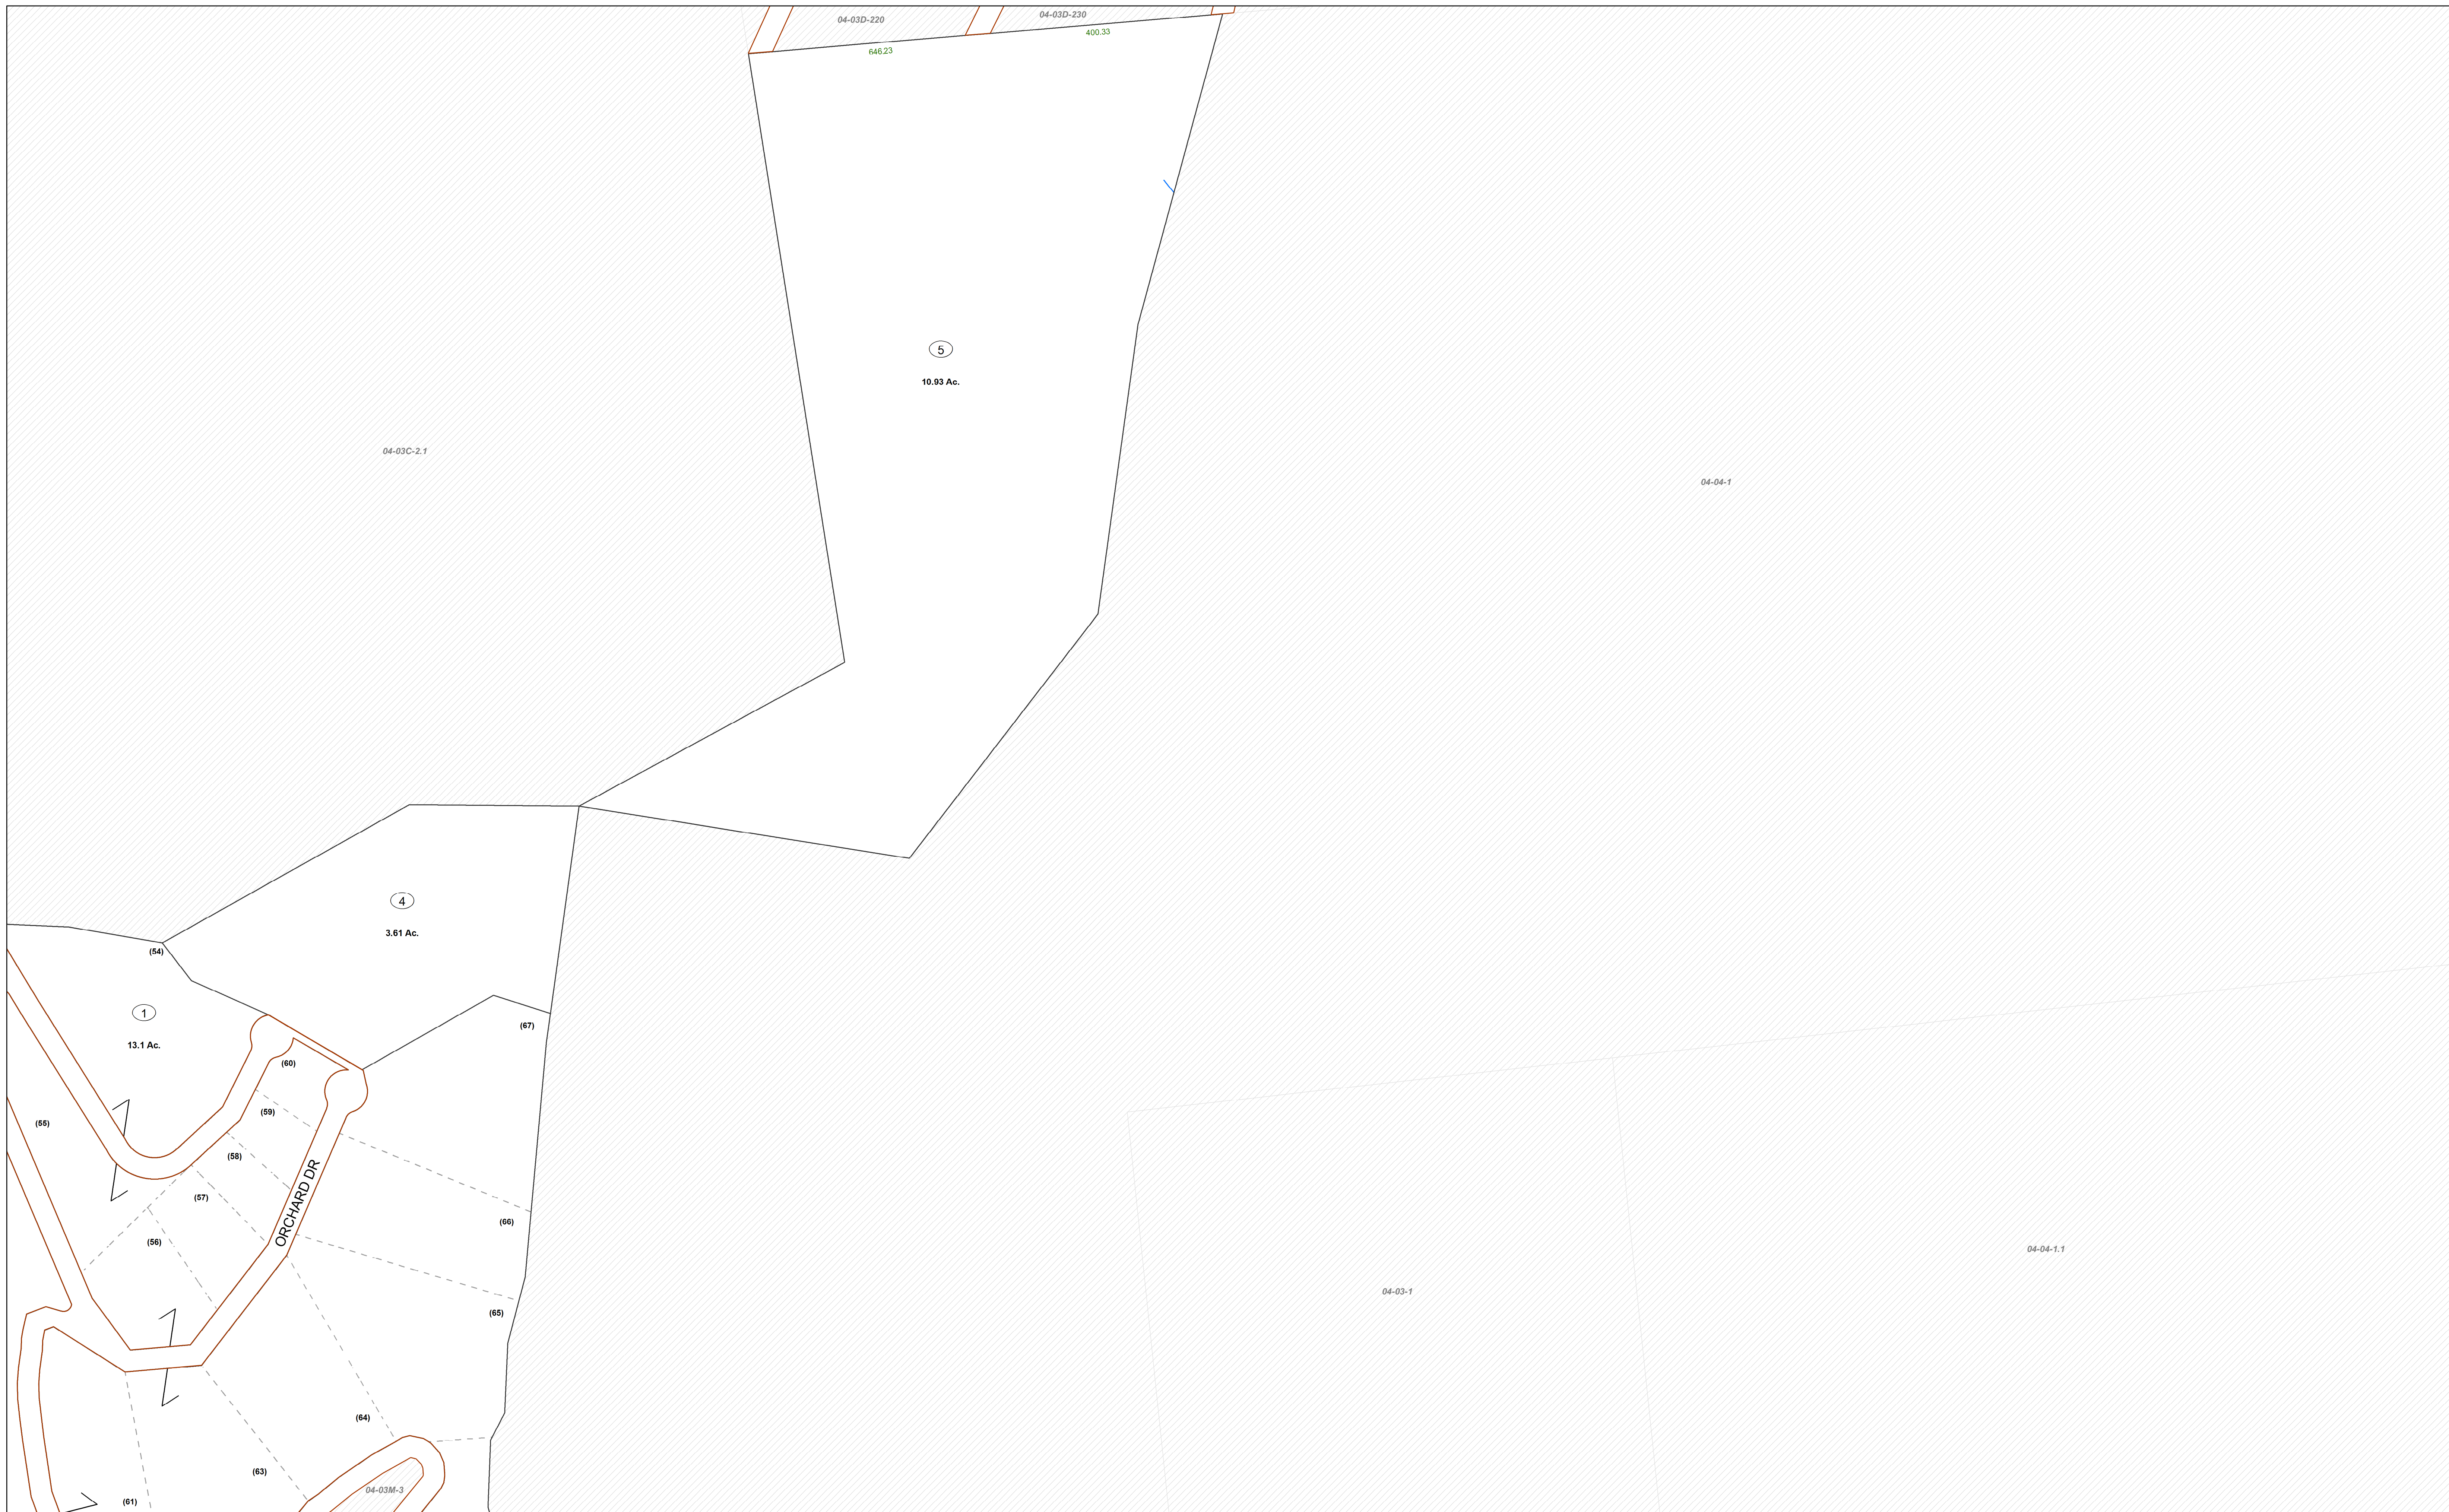 04-03D-220
04-03D-230
400.33
646.23
5
10.93 Ac.
04-03C-2.1
04-04-1
4
3.61 Ac.
(54)
1
13.1 Ac.
(67)
(60)
(59)
(55)
(58)
(57)
ORCHARD DR
(66)
(56)
04-04-1.1
04-03-1
(65)
(64)
(63)
04-03M-3
(61)